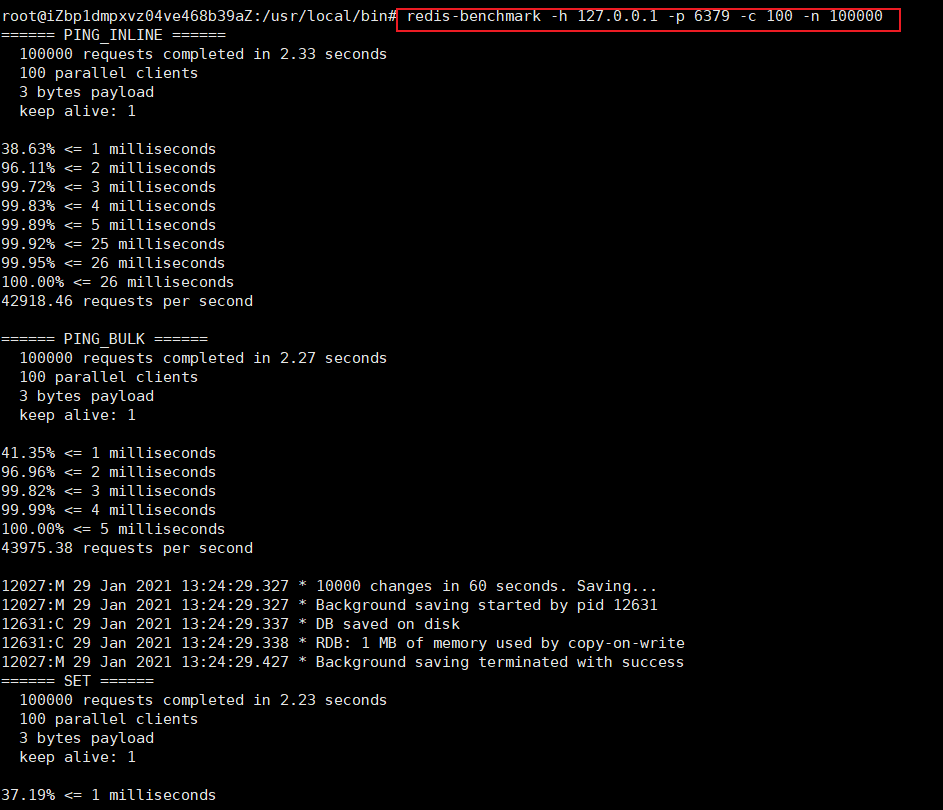 root@iZbp1dmpxvz04ve468b39aZ:/usr/local/bin# redis-benchmark -h 127.0.0.1 -p 6379 -c 100 -n 100000
====== PING_INLINE ======
  100000 requests completed in 2.33 seconds
  100 parallel clients
  3 bytes payload
  keep alive: 1

38.63% <= 1 milliseconds
96.11% <= 2 milliseconds
99.72% <= 3 milliseconds
99.83% <= 4 milliseconds
99.89% <= 5 milliseconds
99.92% <= 25 milliseconds
99.95% <= 26 milliseconds
100.00% <= 26 milliseconds
42918.46 requests per second

====== PING_BULK ======
  100000 requests completed in 2.27 seconds
  100 parallel clients
  3 bytes payload
  keep alive: 1

41.35% <= 1 milliseconds
96.96% <= 2 milliseconds
99.82% <= 3 milliseconds
99.99% <= 4 milliseconds
100.00% <= 5 milliseconds
43975.38 requests per second

12027:M 29 Jan 2021 13:24:29.327 * 10000 changes in 60 seconds. Saving...
12027:M 29 Jan 2021 13:24:29.327 * Background saving started by pid 12631
12631:C 29 Jan 2021 13:24:29.337 * DB saved on disk
12631:C 29 Jan 2021 13:24:29.338 * RDB: 1 MB of memory used by copy-on-write
12027:M 29 Jan 2021 13:24:29.427 * Background saving terminated with success
====== SET ======
  100000 requests completed in 2.23 seconds
  100 parallel clients
  3 bytes payload
  keep alive: 1

37.19% <= 1 milliseconds